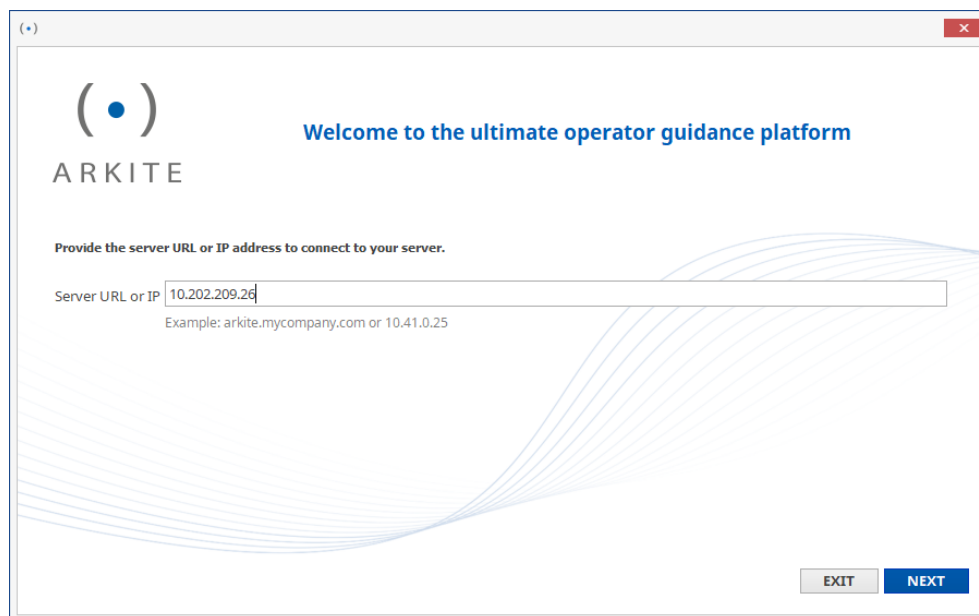 ARKITE
Welcome to the ultimate operator guidance platform
Provide the server URL or IP address to connect to your server.
Server URL or IP 10.202.209.26
Example: arkite.mycompany.com or 10.41.0.25
EXIT NEXT